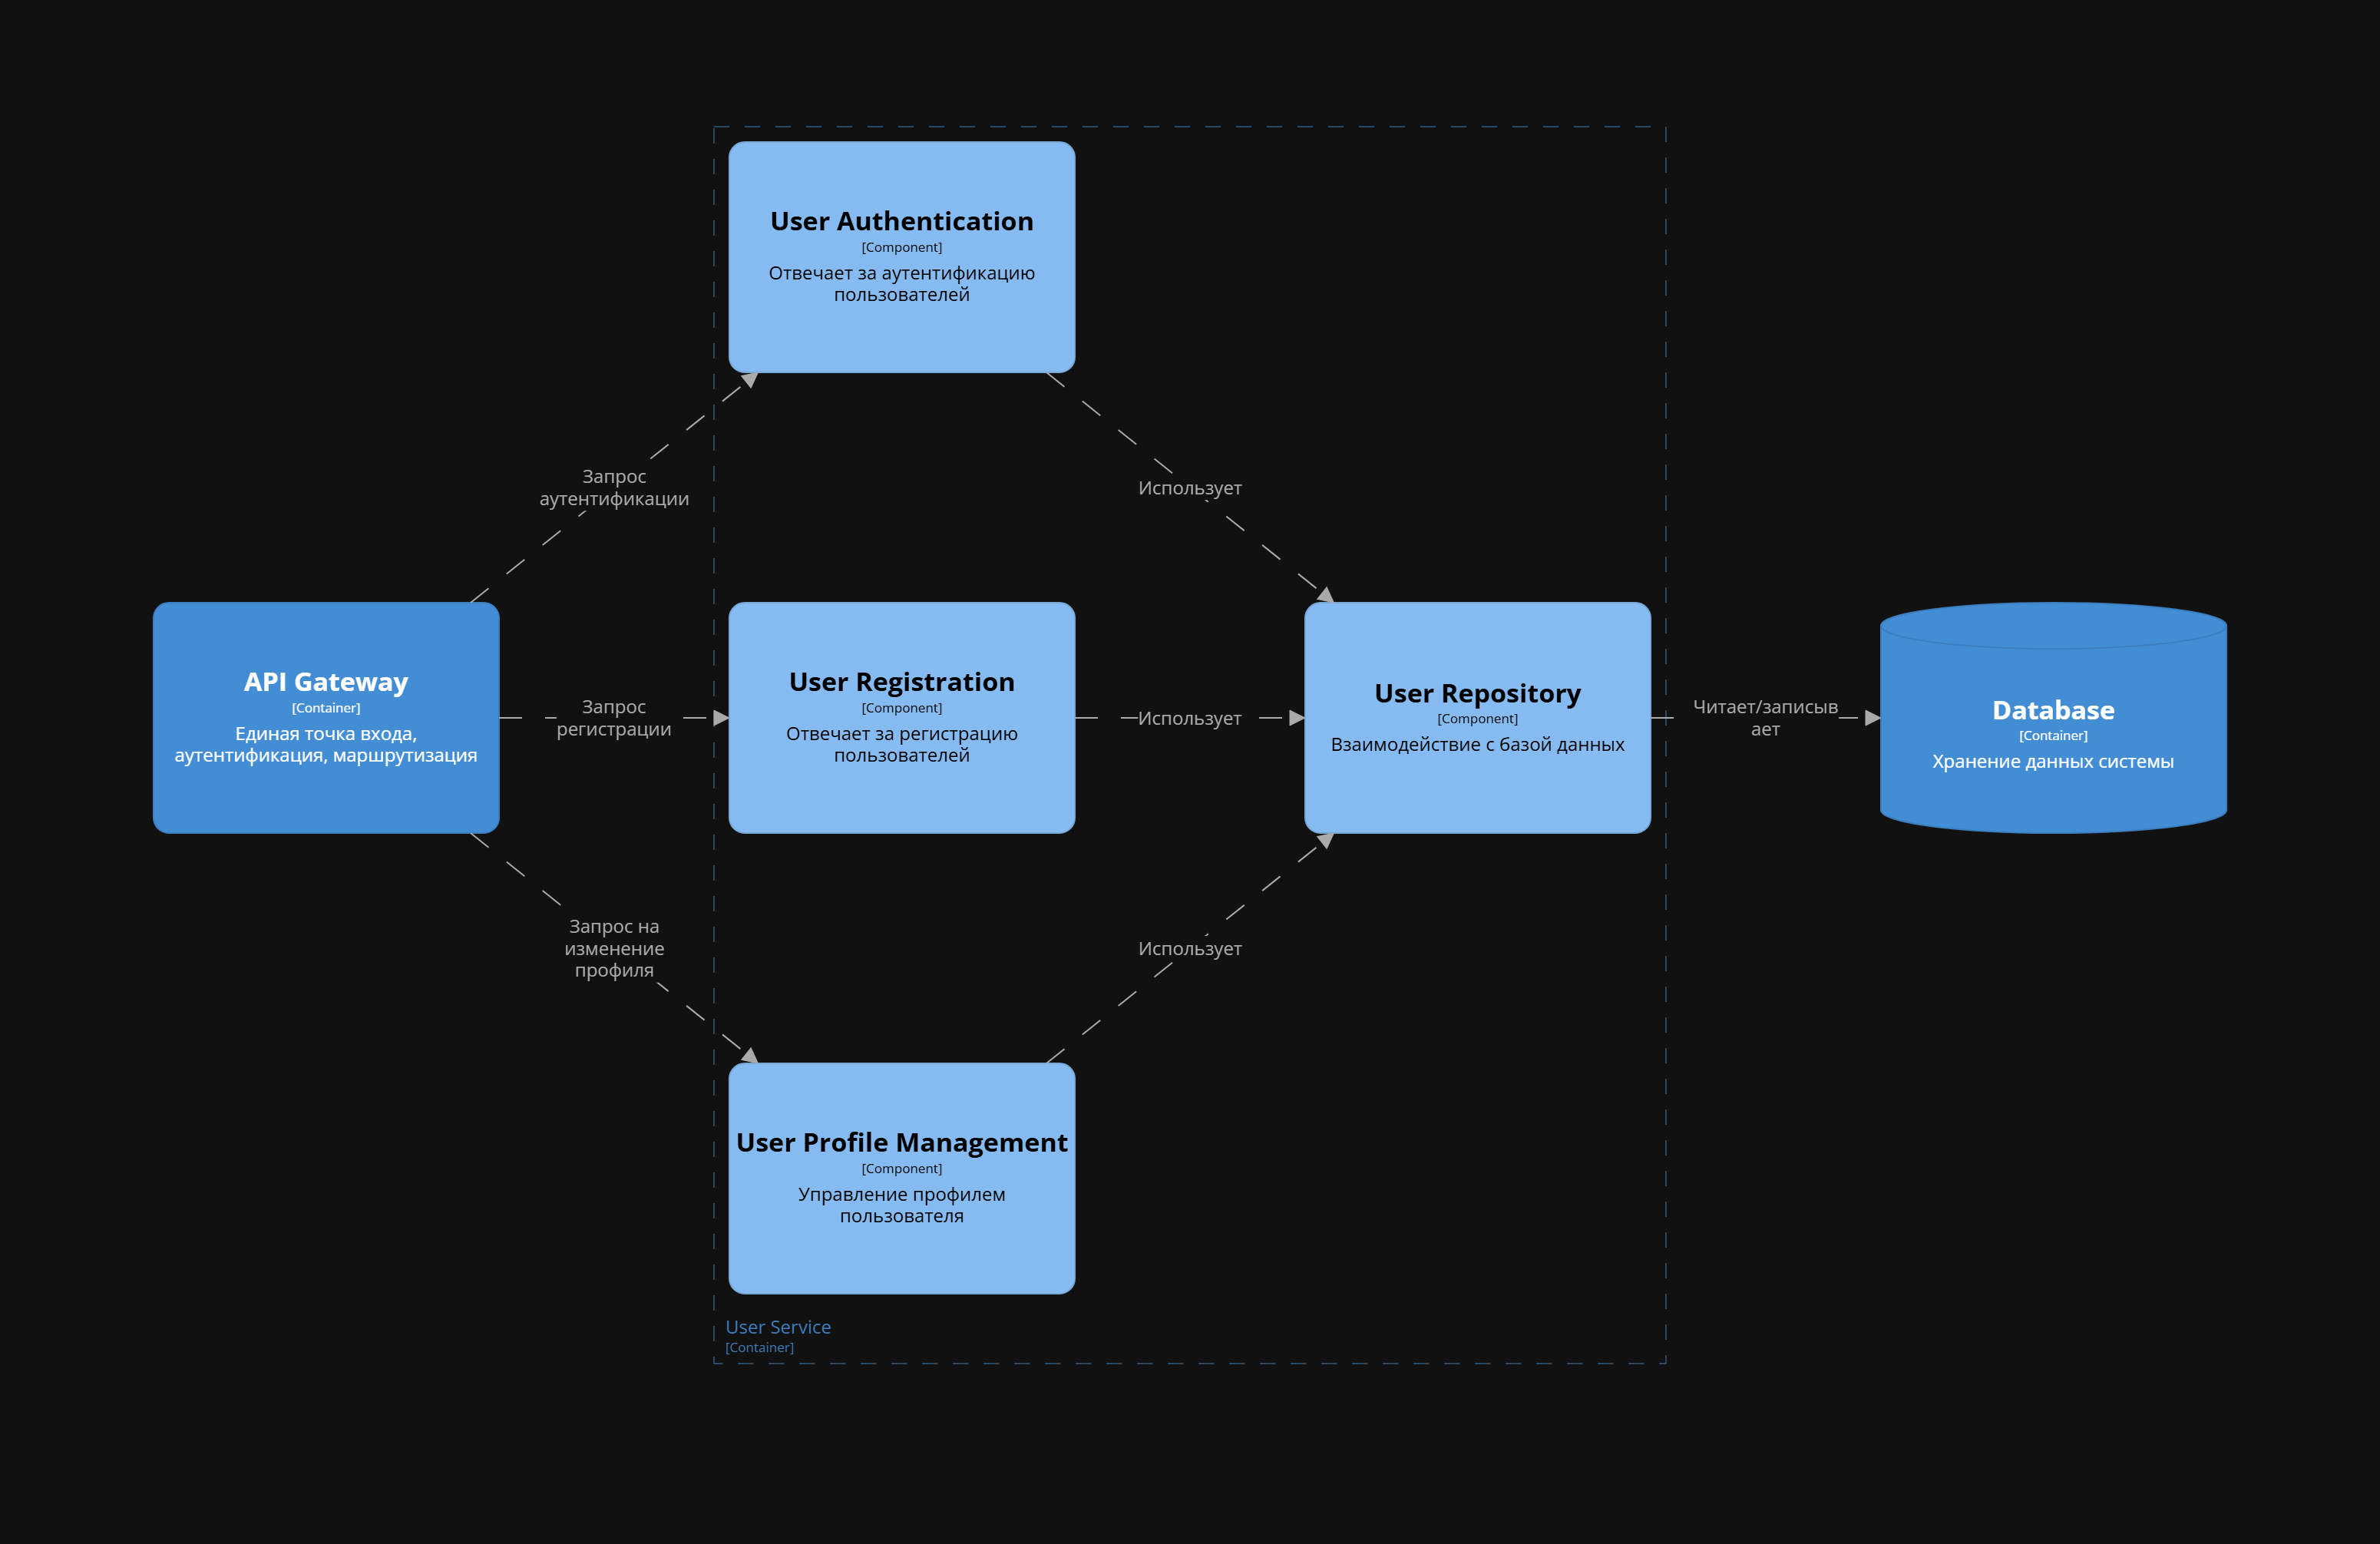 User Authentication
[Component]
Отвечает за аутентификацию
пользователей
Запрос
аутентификации
Использует
API Gateway
[Container]
Единая точка входа,
аутентификация, маршрутизация
Запрос
регистрации
User Registration
[Component]
Отвечает за регистрацию
пользователей
Использует
User Repository
[Component]
Взаимодействие с базой данных
Читает/записыв
ает
Database
[Container]
Хранение данных системы
Запрос на
изменение
профиля
Использует
User Profile Management
[Component]
Управление профилем
пользователя
User Service
[Container]